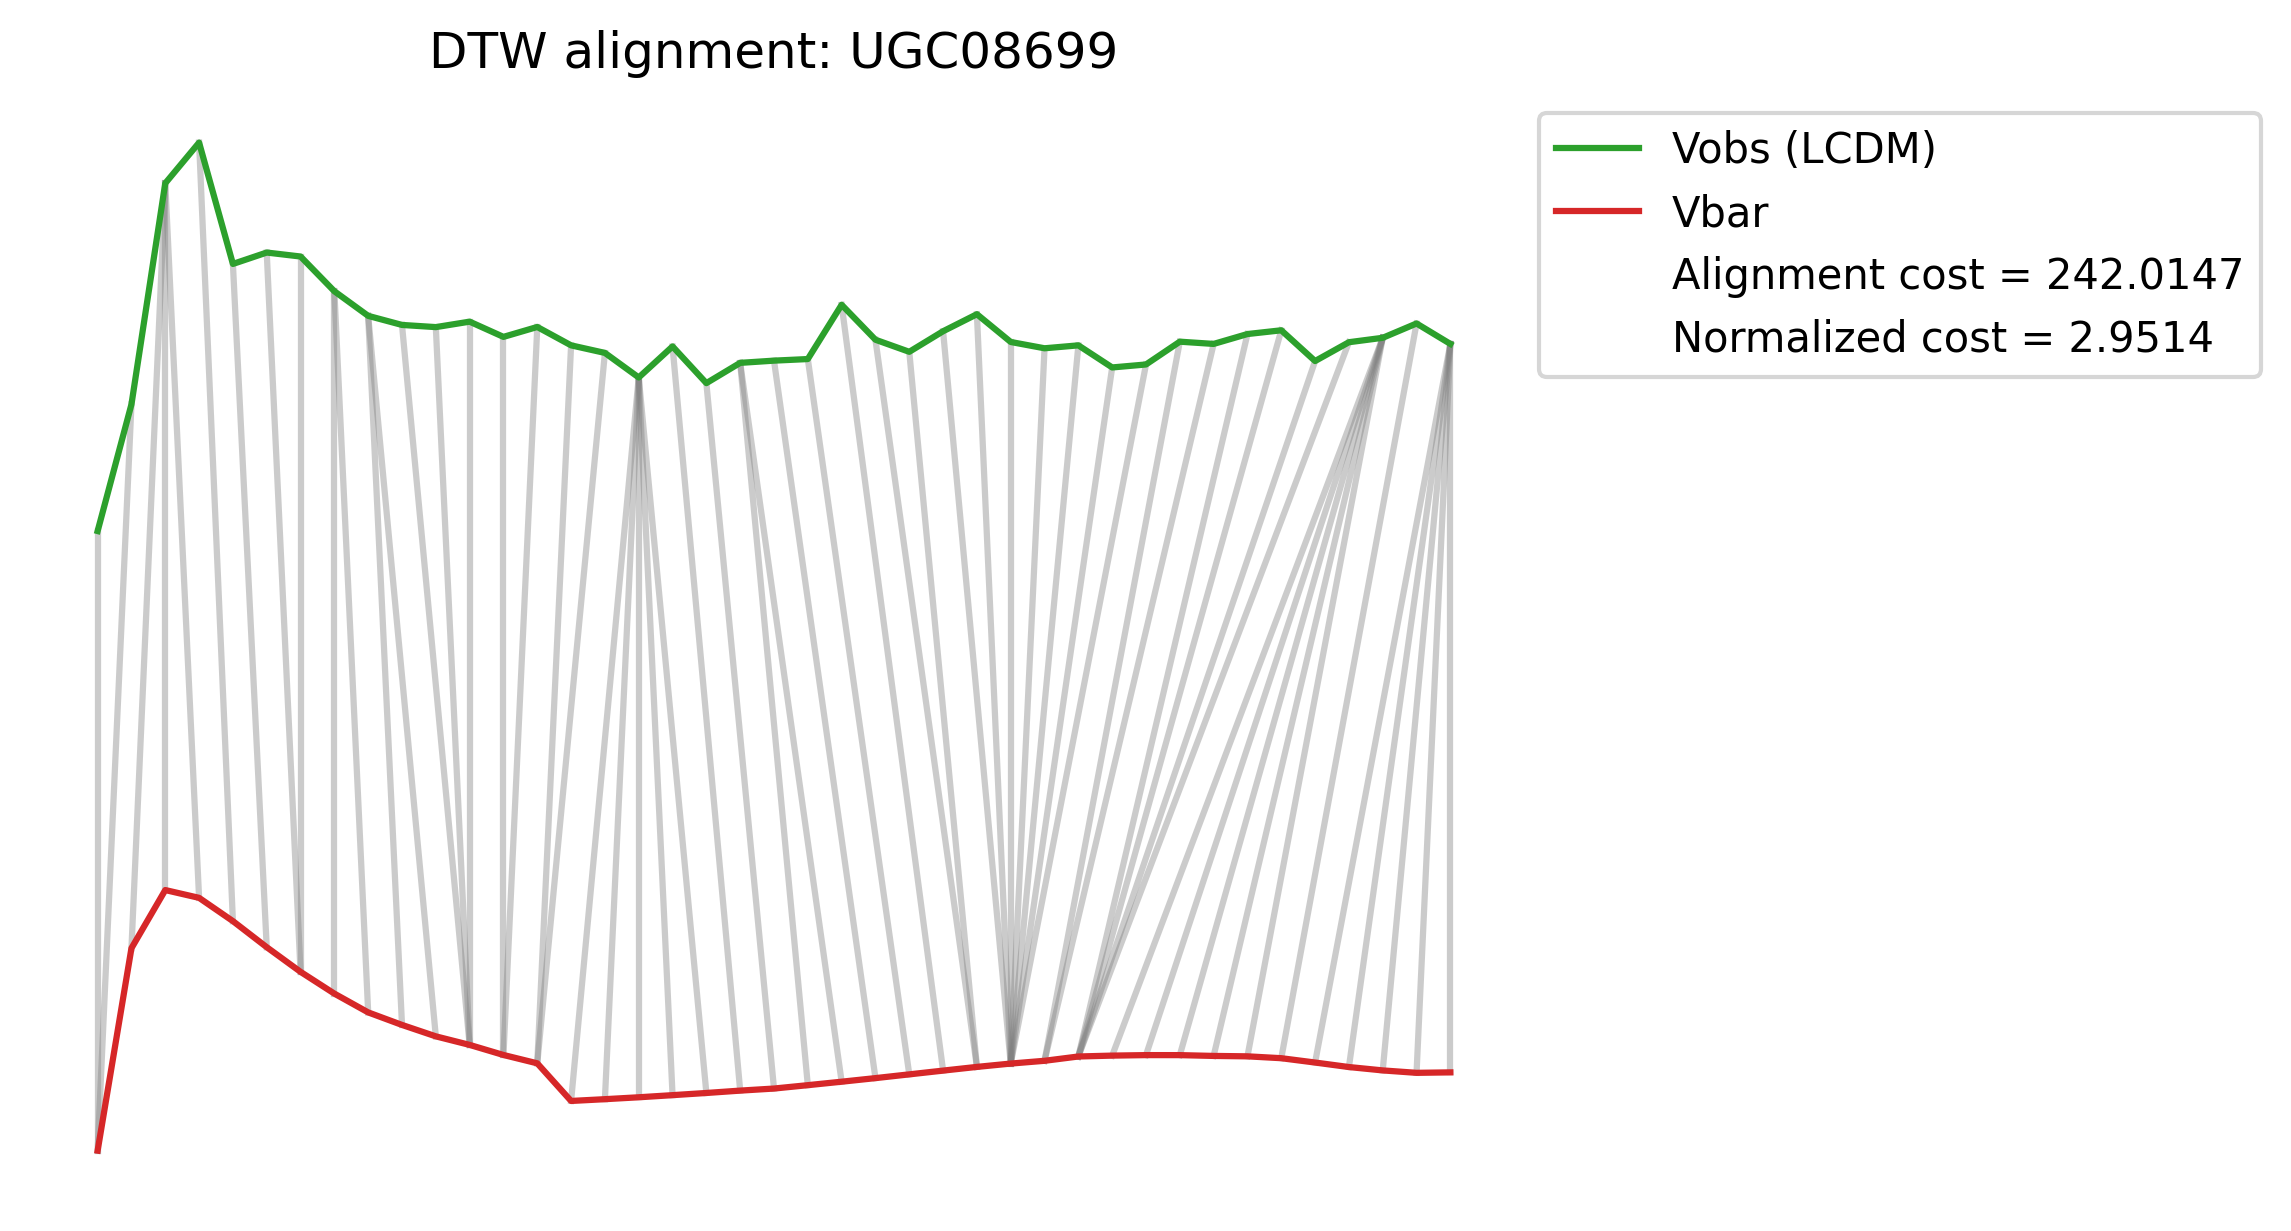 DTW alignment: UGC08699
Vobs (LCDM)
Vbar
Alignment cost = 242.0147
Normalized cost = 2.9514